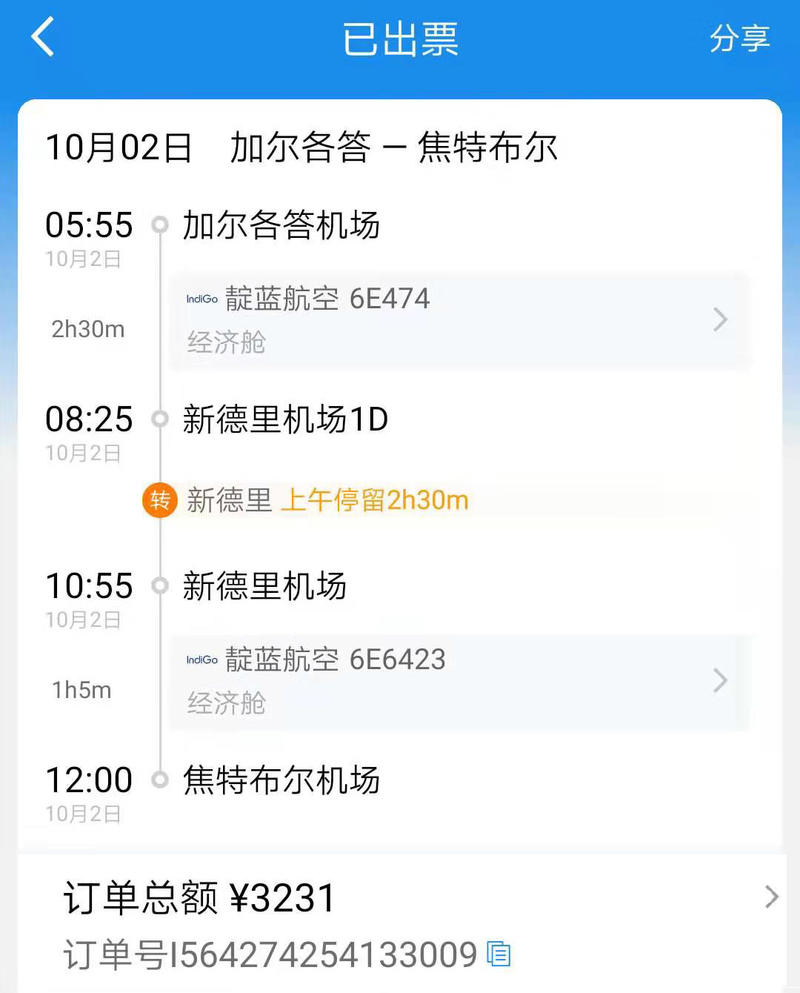 已出票
分享
10月02日 加尔各答 – 焦特布尔
05:55 加尔各答机场
10月2日
IndiGo 靛蓝航空 6E474
2h30m
经济舱
08:25 新德里机场1D
10月2日
转 新德里 上午停留2h30m
10:55 新德里机场
10月2日
IndiGo 靛蓝航空 6E6423
1h5m
经济舱
12:00 焦特布尔机场
10月2日
订单总额 ¥3231
订单号I564274254133009